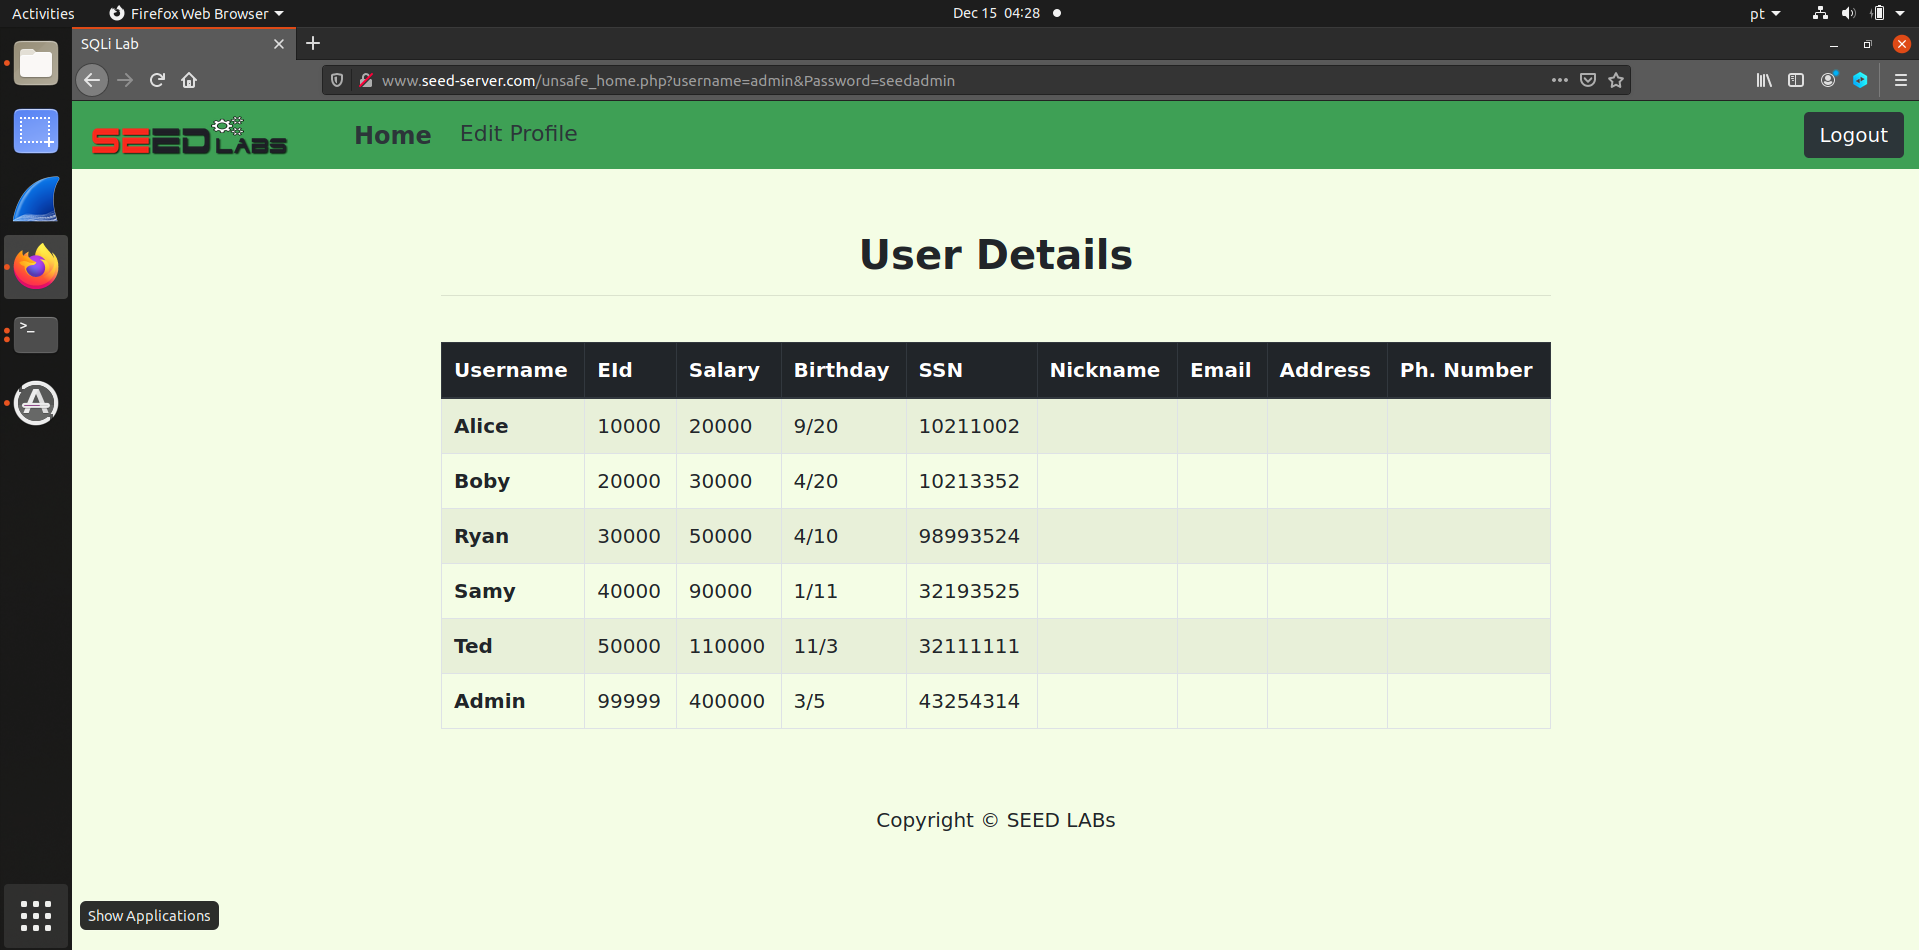 Activities Firefox Web Browser Dec 15 04:28 pt
SQLi Lab
www.seed-server.com/unsafe_home.php?username=admin&Password=seedadmin
SEED LABS Home Edit Profile Logout
User Details
Username EId Salary Birthday SSN Nickname Email Address Ph. Number
Alice 10000 20000 9/20 10211002
Boby 20000 30000 4/20 10213352
Ryan 30000 50000 4/10 98993524
Samy 40000 90000 1/11 32193525
Ted 50000 110000 11/3 32111111
Admin 99999 400000 3/5 43254314
Copyright © SEED LABs
Show Applications